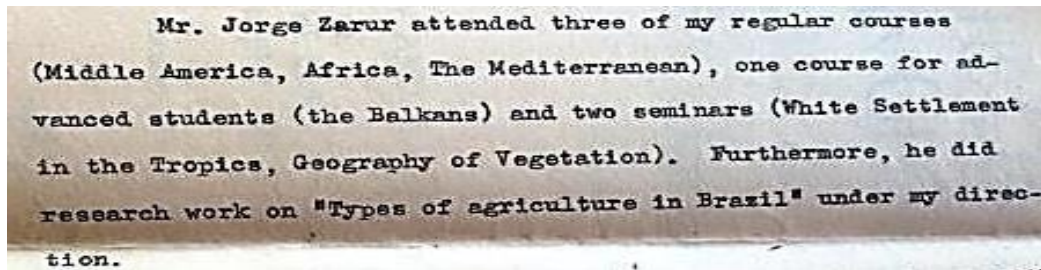 Mr. Jorge Zarur attended three of my regular courses
(Middle America, Africa, The Mediterranean), one course for ad-
vanced students (the Balkans) and two seminars (White Settlement
in the Tropics, Geography of Vegetation). Furthermore, he did
research work on "Types of agriculture in Brazil" under my direc-
tion.